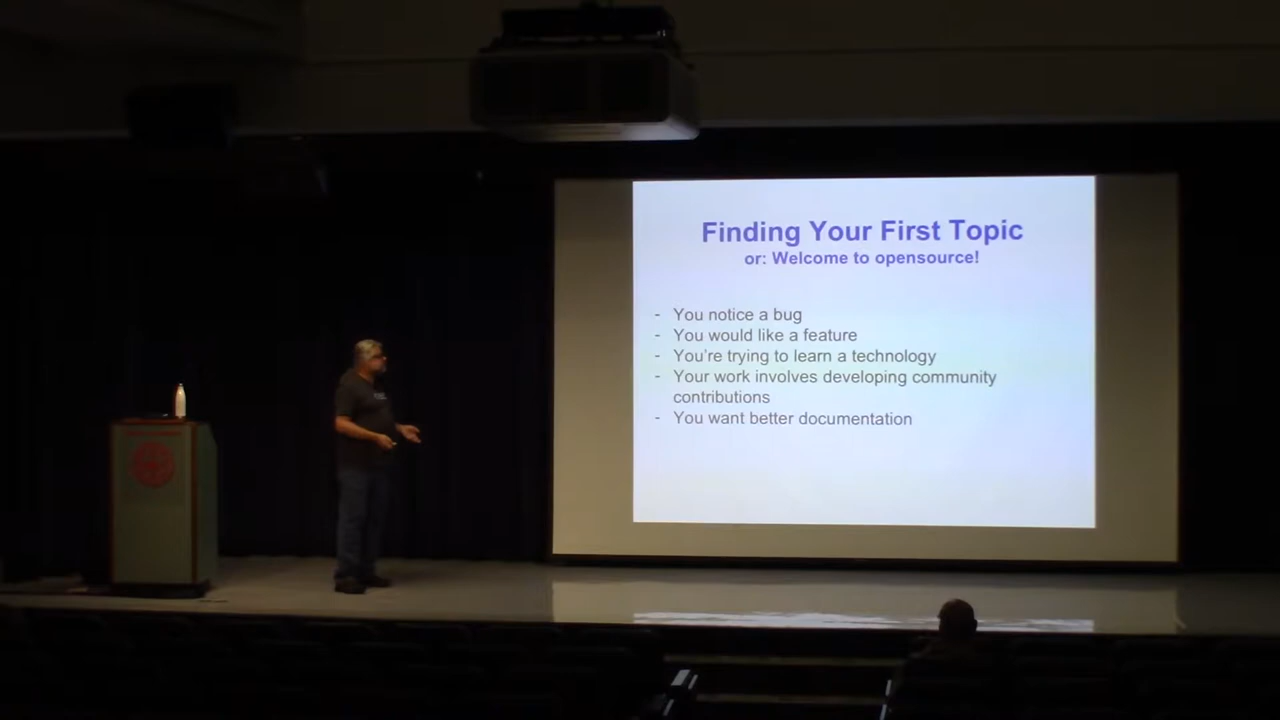 Finding Your First Topic
or: Welcome to opensource!
- You notice a bug
- You would like a feature
- You're trying to learn a technology
- Your work involves developing community
contributions
- You want better documentation